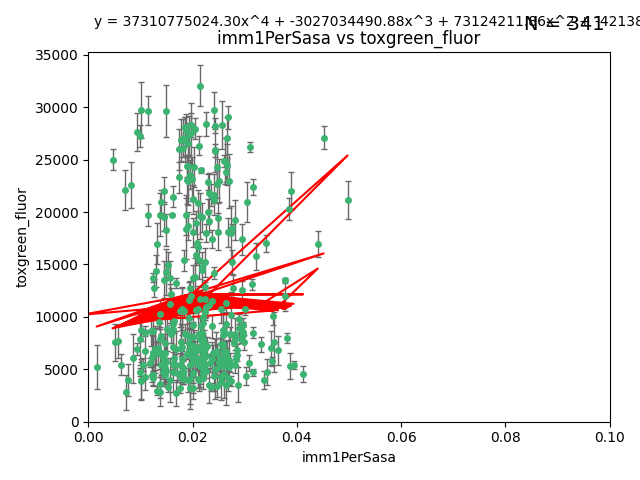 y = 37310775024.30x^4 + -3027034490.88x^3 +
N = 341
imm1PerSasa vs toxgreen_fluor
35000
30000
25000
20000
15000
10000
5000
0
toxgreen_fluor
0.00 0.02 0.04 0.06 0.08 0.10
imm1PerSasa